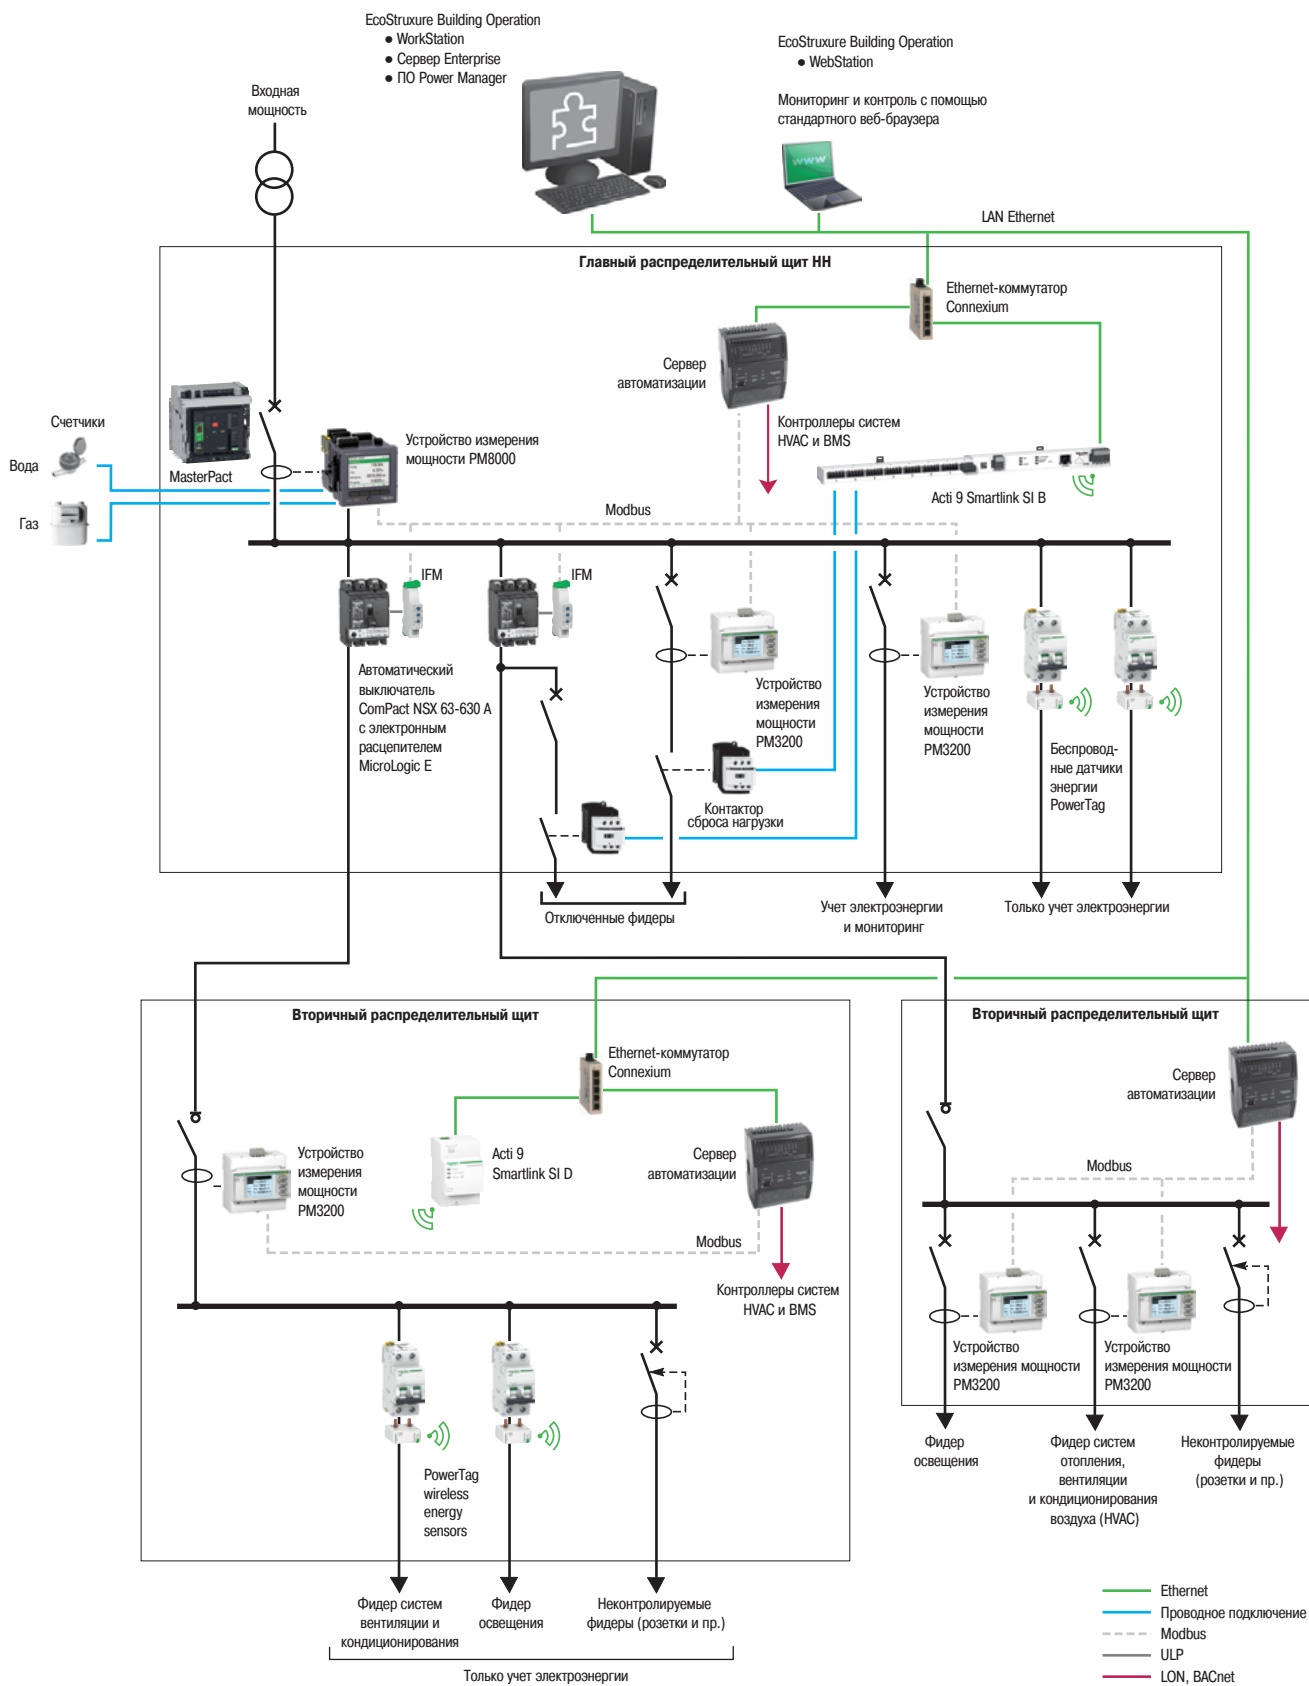 EcoStruxure Building Operation
● WorkStation
● Сервер Enterprise
● ПО Power Manager
EcoStruxure Building Operation
● WebStation
Мониторинг и контроль с помощью
стандартного веб-браузера
www
Входная
мощность
LAN Ethernet
Главный распределительный щит НН
Ethernet-коммутатор
Connexium
Сервер
автоматизации
Контроллеры систем
HVAC и BMS
Счетчики
Вода
Газ
MasterPact
Устройство измерения
мощности PM8000
Modbus
Acti 9 Smartlink SI B
IFM
IFM
Автоматический
выключатель
ComPact NSX 63-630 A
с электронным
расцепителем
MicroLogic E
Устройство
измерения
мощности
PM3200
Устройство
измерения
мощности
PM3200
Беспровод-
ные датчики
энергии
PowerTag
Контактор
сброса нагрузки
Отключенные фидеры
Учет электроэнергии
и мониторинг
Только учет электроэнергии
Вторичный распределительный щит
Ethernet-коммутатор
Connexium
Устройство
измерения
мощности
PM3200
Acti 9
Smartlink SI D
Сервер
автоматизации
Modbus
Контроллеры систем
HVAC и BMS
PowerTag
wireless
energy
sensors
Фидер систем
вентиляции и
кондиционирования
Фидер
освещения
Неконтролируемые
фидеры (розетки и пр.)
Только учет электроэнергии
Вторичный распределительный щит
Сервер
автоматизации
Modbus
Устройство
измерения мощности
PM3200
Устройство
измерения мощности
PM3200
Фидер
освещения
Фидер систем
отопления,
вентиляции
и кондиционирования
воздуха (HVAC)
Неконтролируемые
фидеры
(розетки и пр.)
Ethernet
Проводное подключение
Modbus
ULP
LON, BACnet